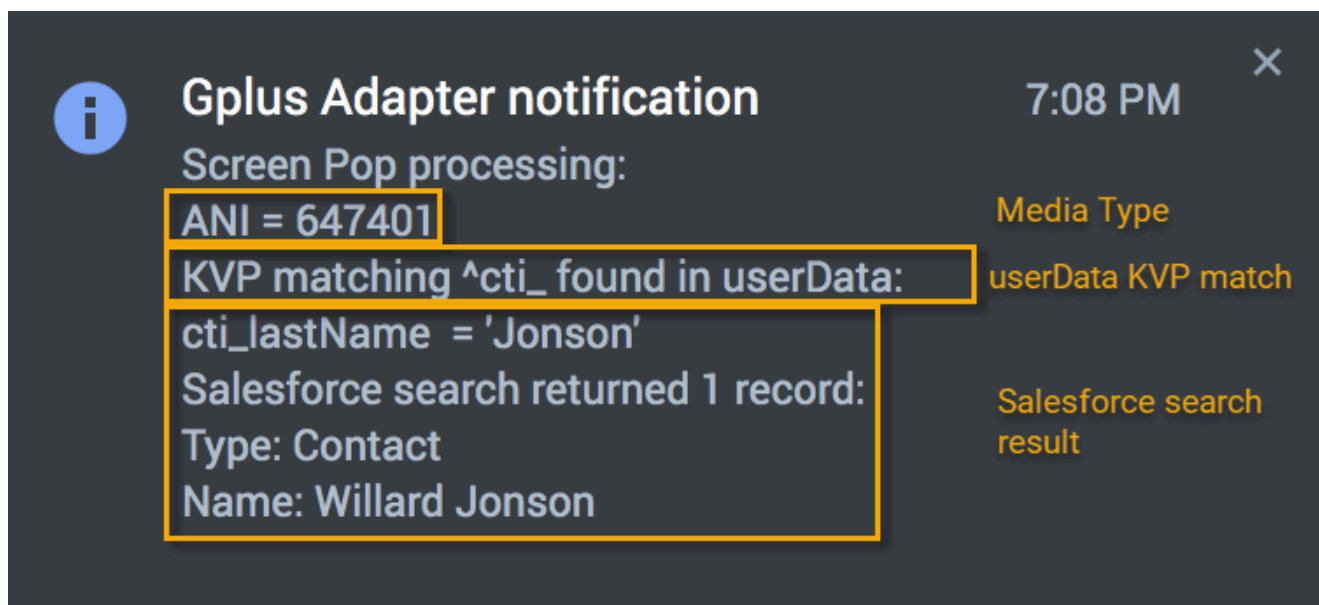 Gplus Adapter notification
7:08 PM
Screen Pop processing:
ANI = 647401
Media Type
KVP matching ^cti_ found in userData:
userData KVP match
cti_lastName = 'Jonson'
Salesforce search returned 1 record:
Type: Contact
Name: Willard Jonson
Salesforce search
result